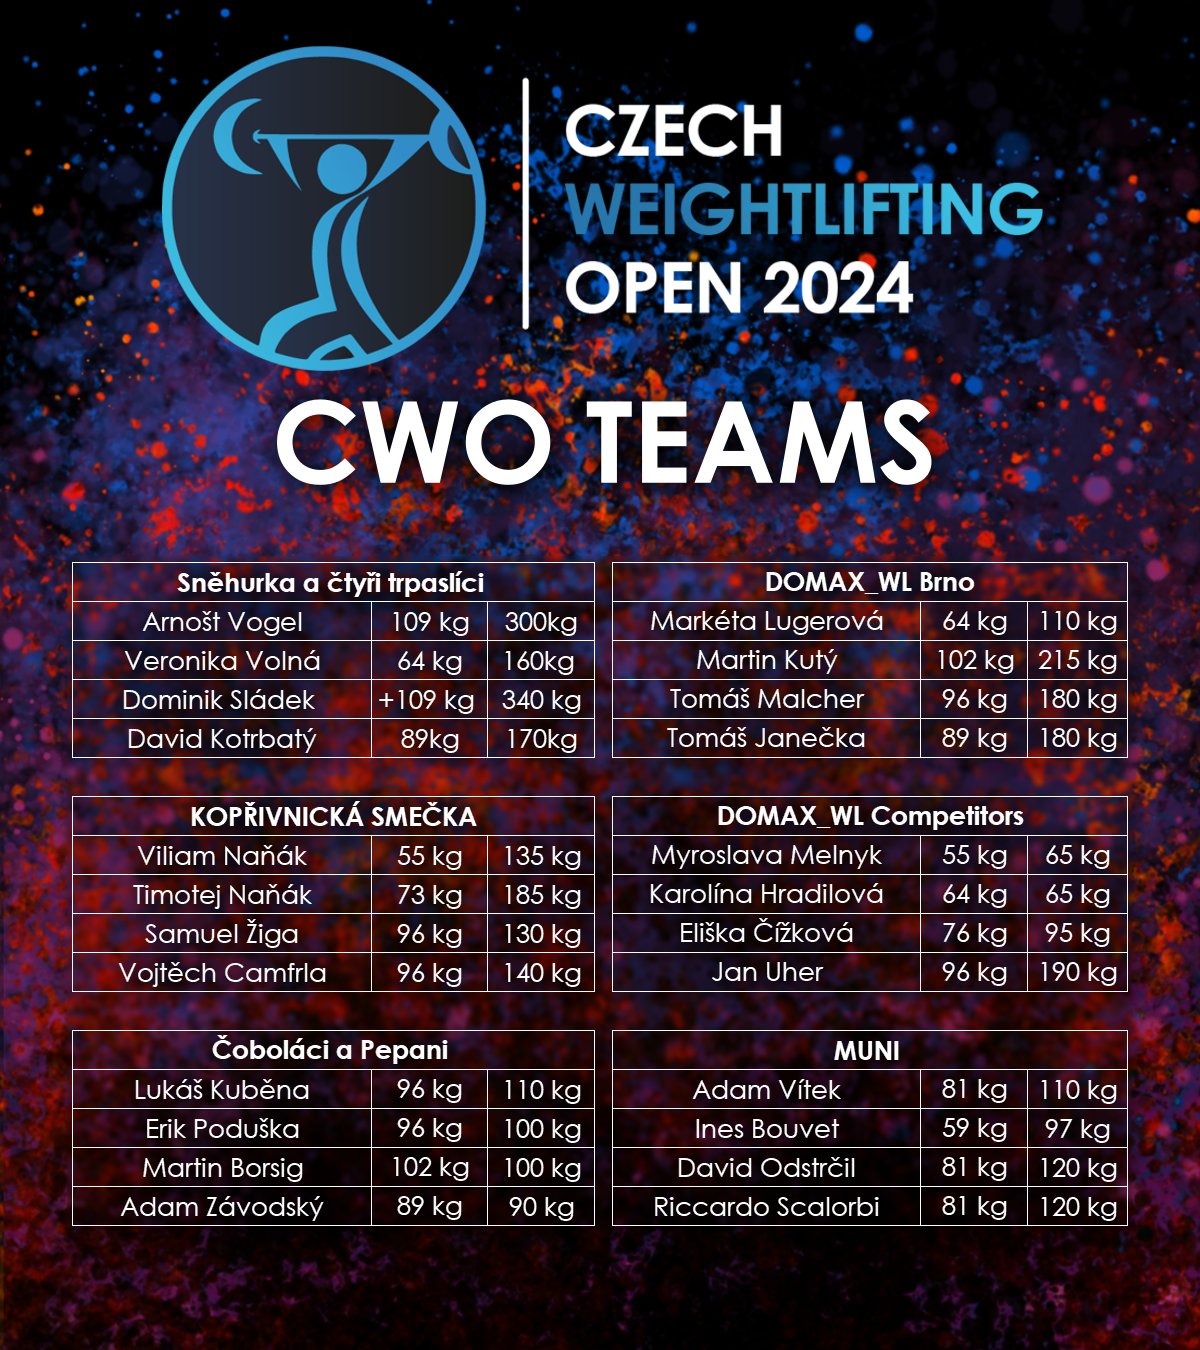 CZECH
WEIGHTLIFTING
OPEN 2024
CWO TEAMS
Sněhurka a čtyři trpaslíci
Arnošt Vogel 109 kg 300kg
Veronika Volná 64 kg 160kg
Dominik Sládek +109 kg 340 kg
David Kotrbatý 89kg 170kg
DOMAX_WL Brno
Markéta Lugerová 64 kg 110 kg
Martin Kutý 102 kg 215 kg
Tomáš Malcher 96 kg 180 kg
Tomáš Janečka 89 kg 180 kg
KOPŘIVNICKÁ SMEČKA
Viliam Naňák 55 kg 135 kg
Timotej Naňák 73 kg 185 kg
Samuel Žiga 96 kg 130 kg
Vojtěch Camfrla 96 kg 140 kg
DOMAX_WL Competitors
Myroslava Melnyk 55 kg 65 kg
Karolína Hradilová 64 kg 65 kg
Eliška Čížková 76 kg 95 kg
Jan Uher 96 kg 190 kg
Čoboláci a Pepani
Lukáš Kuběna 96 kg 110 kg
Erik Poduška 96 kg 100 kg
Martin Borsig 102 kg 100 kg
Adam Závodský 89 kg 90 kg
MUNI
Adam Vítek 81 kg 110 kg
Ines Bouvet 59 kg 97 kg
David Odstrčil 81 kg 120 kg
Riccardo Scalorbi 81 kg 120 kg